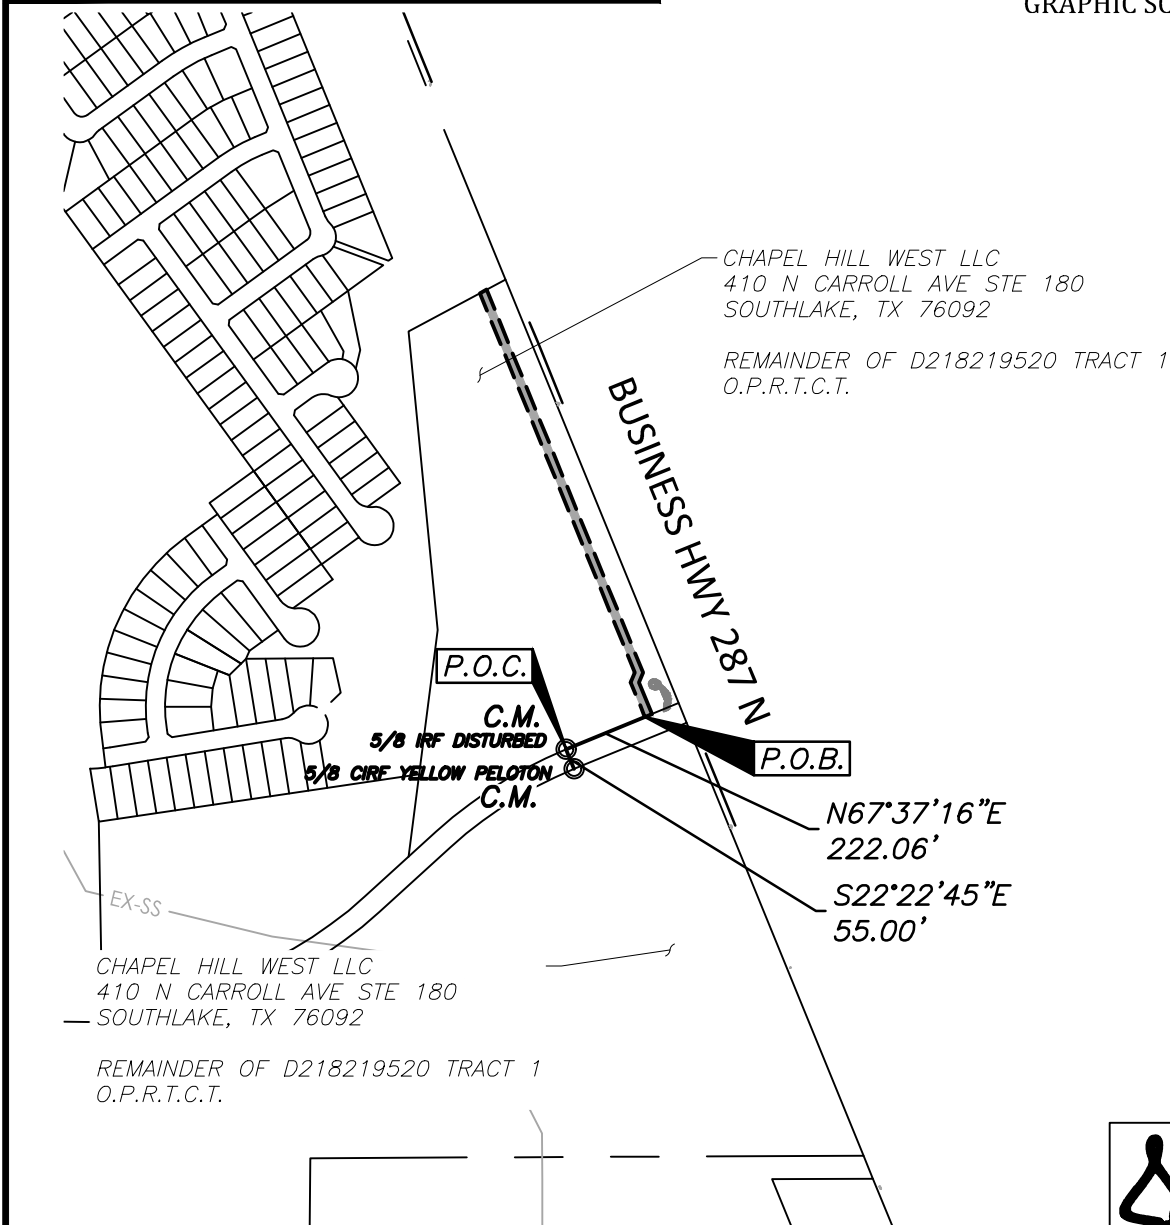 GRAPHIC SC
CHAPEL HILL WEST LLC
410 N CARROLL AVE STE 180
SOUTHLAKE, TX 76092
REMAINDER OF D218219520 TRACT 1
O.P.R.T.C.T.
BUSINESS HWY 287 N
P.O.C.
C.M.
5/8 IRF DISTURBED
5/8 CIRF YELLOW PELOTON
C.M.
P.O.B.
N67°37'16"E
222.06'
S22°22'45"E
55.00'
EX-SS
CHAPEL HILL WEST LLC
410 N CARROLL AVE STE 180
SOUTHLAKE, TX 76092
REMAINDER OF D218219520 TRACT 1
O.P.R.T.C.T.